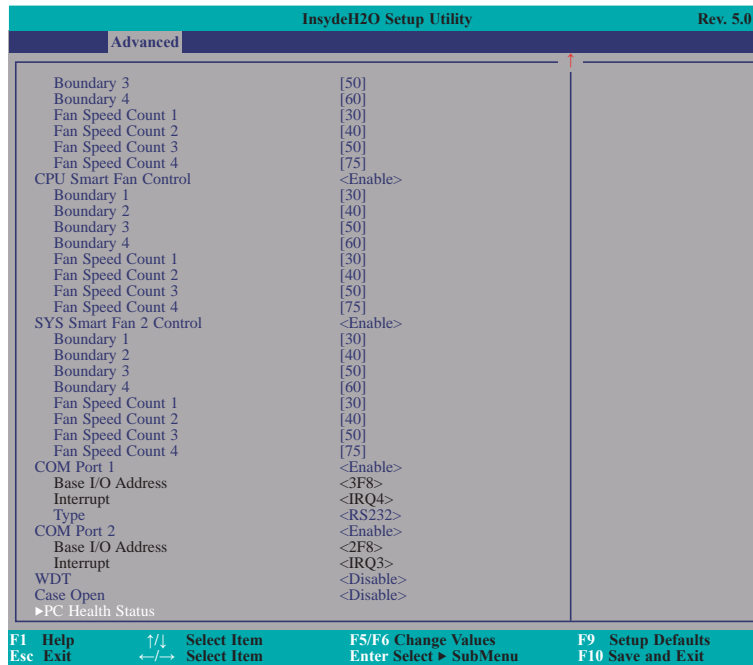 InsydeH2O Setup Utility Rev. 5.0
Advanced
↑
Boundary 3 [50]
Boundary 4 [60]
Fan Speed Count 1 [30]
Fan Speed Count 2 [40]
Fan Speed Count 3 [50]
Fan Speed Count 4 [75]
CPU Smart Fan Control <Enable>
Boundary 1 [30]
Boundary 2 [40]
Boundary 3 [50]
Boundary 4 [60]
Fan Speed Count 1 [30]
Fan Speed Count 2 [40]
Fan Speed Count 3 [50]
Fan Speed Count 4 [75]
SYS Smart Fan 2 Control <Enable>
Boundary 1 [30]
Boundary 2 [40]
Boundary 3 [50]
Boundary 4 [60]
Fan Speed Count 1 [30]
Fan Speed Count 2 [40]
Fan Speed Count 3 [50]
Fan Speed Count 4 [75]
COM Port 1 <Enable>
Base I/O Address <3F8>
Interrupt <IRQ4>
Type <RS232>
COM Port 2 <Enable>
Base I/O Address <2F8>
Interrupt <IRQ3>
WDT <Disable>
Case Open <Disable>
►PC Health Status
F1 Help ↑/↓ Select Item F5/F6 Change Values F9 Setup Defaults
Esc Exit ←/→ Select Item Enter Select ► SubMenu F10 Save and Exit